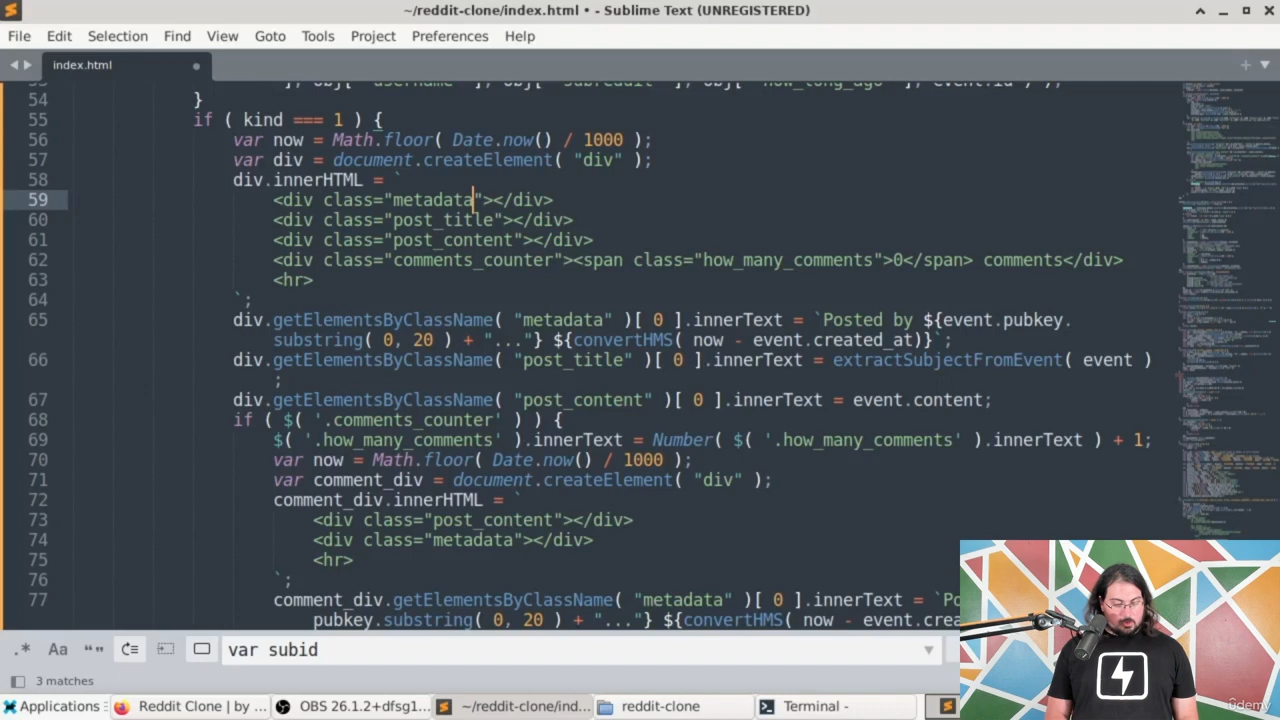 ~/reddit-clone/index.html • - Sublime Text (UNREGISTERED)
File Edit Selection Find View Goto Tools Project Preferences Help
index.html
54 }
55 if ( kind === 1 ) {
56 var now = Math.floor( Date.now() / 1000 );
57 var div = document.createElement( "div" );
58 div.innerHTML = `
59 <div class="metadata"></div>
60 <div class="post_title"></div>
61 <div class="post_content"></div>
62 <div class="comments_counter"><span class="how_many_comments">0</span> comments</div>
63 <hr>
64 `;
65 div.getElementsByClassName( "metadata" )[ 0 ].innerText = `Posted by ${event.pubkey.
substring( 0, 20 ) + "..."} ${convertHMS( now - event.created_at)}`;
66 div.getElementsByClassName( "post_title" )[ 0 ].innerText = extractSubjectFromEvent( event )
;
67 div.getElementsByClassName( "post_content" )[ 0 ].innerText = event.content;
68 if ( $( '.comments_counter' ) ) {
69 $( '.how_many_comments' ).innerText = Number( $( '.how_many_comments' ).innerText ) + 1;
70 var now = Math.floor( Date.now() / 1000 );
71 var comment_div = document.createElement( "div" );
72 comment_div.innerHTML = `
73 <div class="post_content"></div>
74 <div class="metadata"></div>
75 <hr>
76 `;
77 comment_div.getElementsByClassName( "metadata" )[ 0 ].innerText = `Po
pubkey.substring( 0, 20 ) + "..."} ${convertHMS( now - event.crea
.* Aa “” var subid
3 matches
Applications Reddit Clone | by ... OBS 26.1.2+dfsg1... ~/reddit-clone/ind... reddit-clone Terminal -
ûdemy